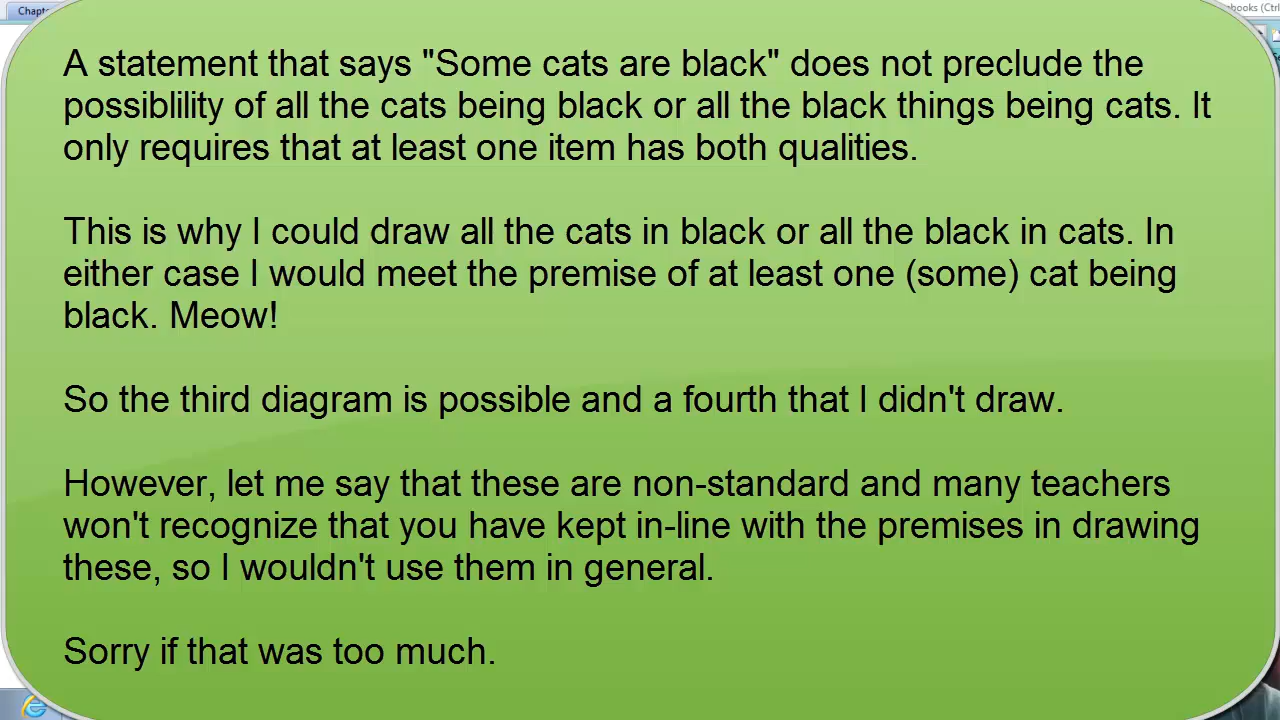 Chapte
ebooks (Ctrl
A statement that says "Some cats are black" does not preclude the
possiblility of all the cats being black or all the black things being cats. It
only requires that at least one item has both qualities.
This is why I could draw all the cats in black or all the black in cats. In
either case I would meet the premise of at least one (some) cat being
black. Meow!
So the third diagram is possible and a fourth that I didn't draw.
However, let me say that these are non-standard and many teachers
won't recognize that you have kept in-line with the premises in drawing
these, so I wouldn't use them in general.
Sorry if that was too much.